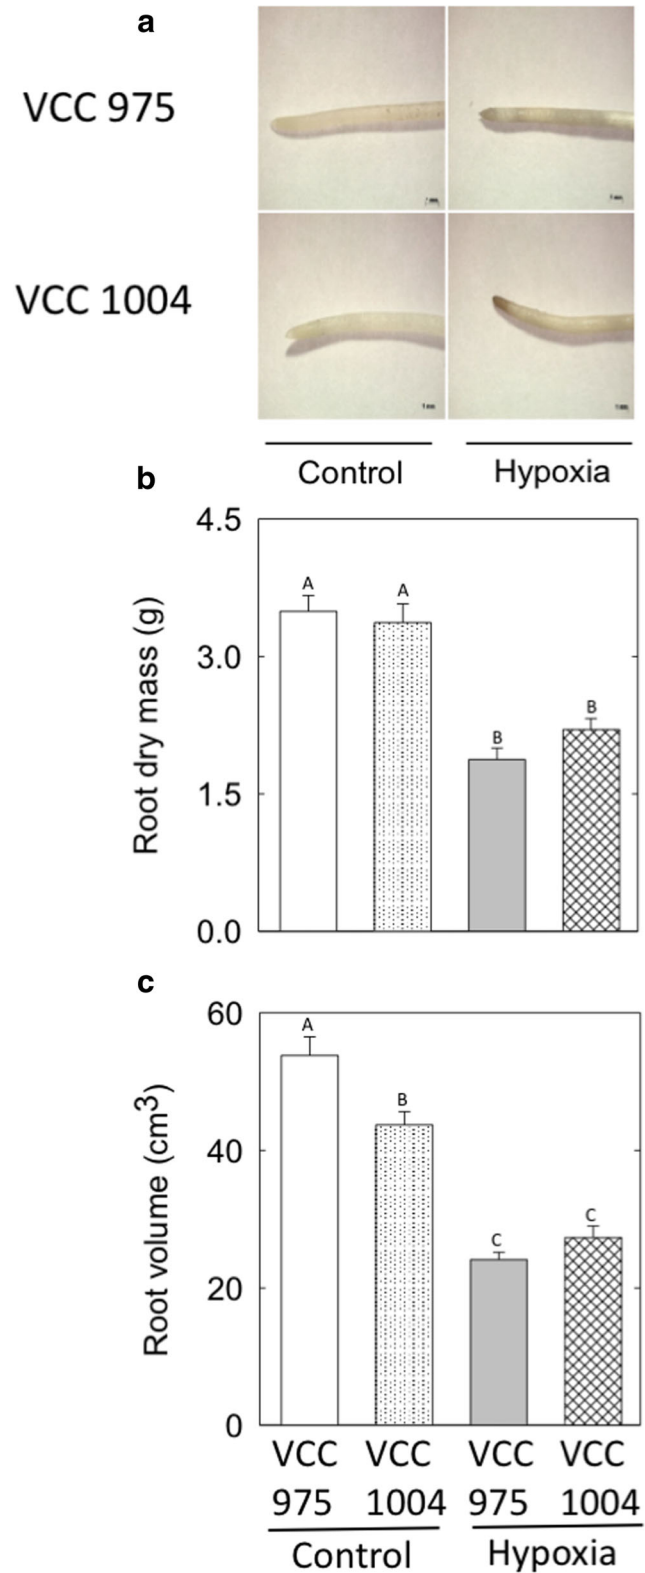 a
VCC 975
VCC 1004
Control Hypoxia
b
4.5
3.0
1.5
0.0
Root dry mass (g)
A A B B
c
60
40
20
0
Root volume (cm³)
A B C C
VCC VCC VCC VCC
975 1004 975 1004
Control Hypoxia